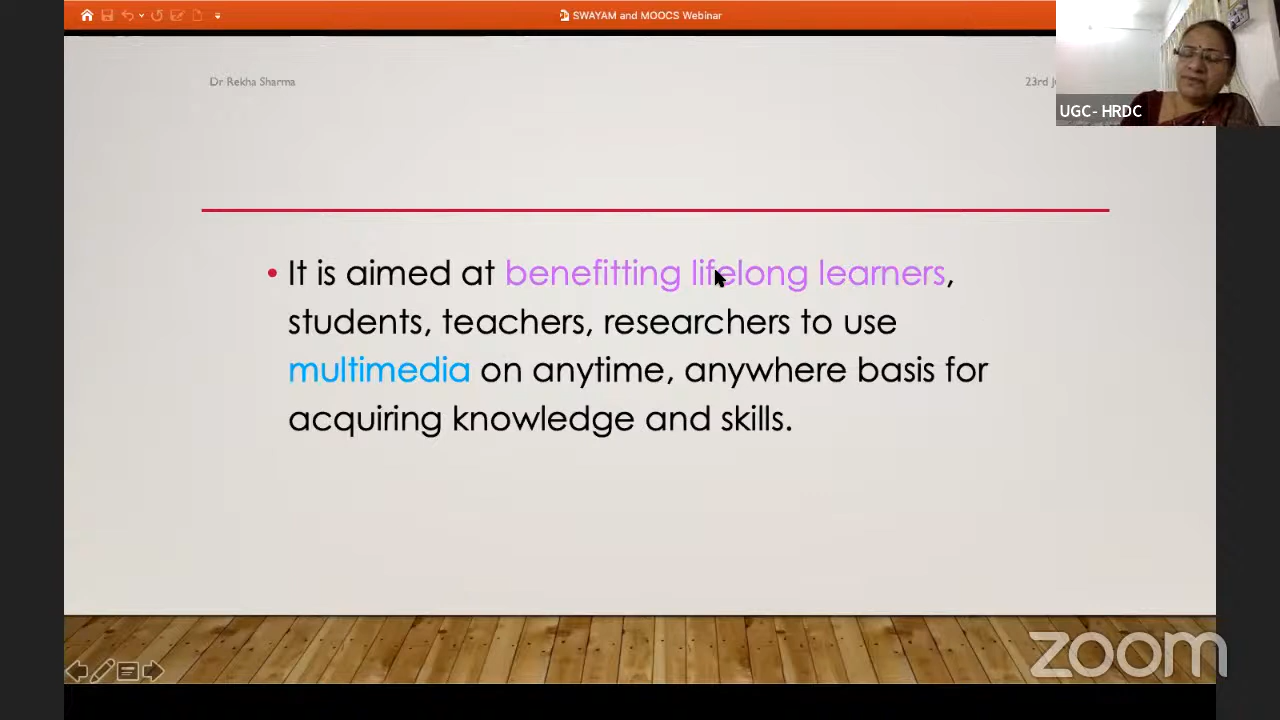 SWAYAM and MOOCS Webinar
Dr Rekha Sharma
23rd
UGC- HRDC
• It is aimed at benefitting lifelong learners,
students, teachers, researchers to use
multimedia on anytime, anywhere basis for
acquiring knowledge and skills.
zoom